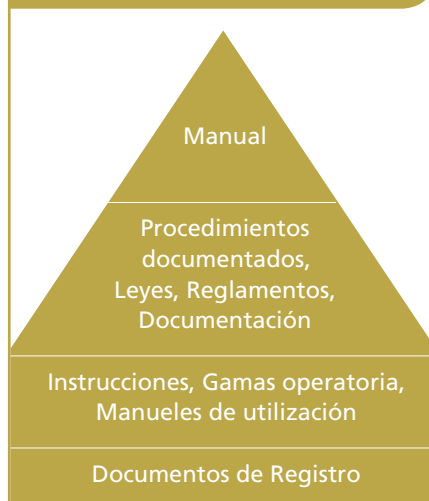 Manual
Procedimientos
documentados,
Leyes, Reglamentos,
Documentación
Instrucciones, Gamas operatoria,
Manueles de utilización
Documentos de Registro